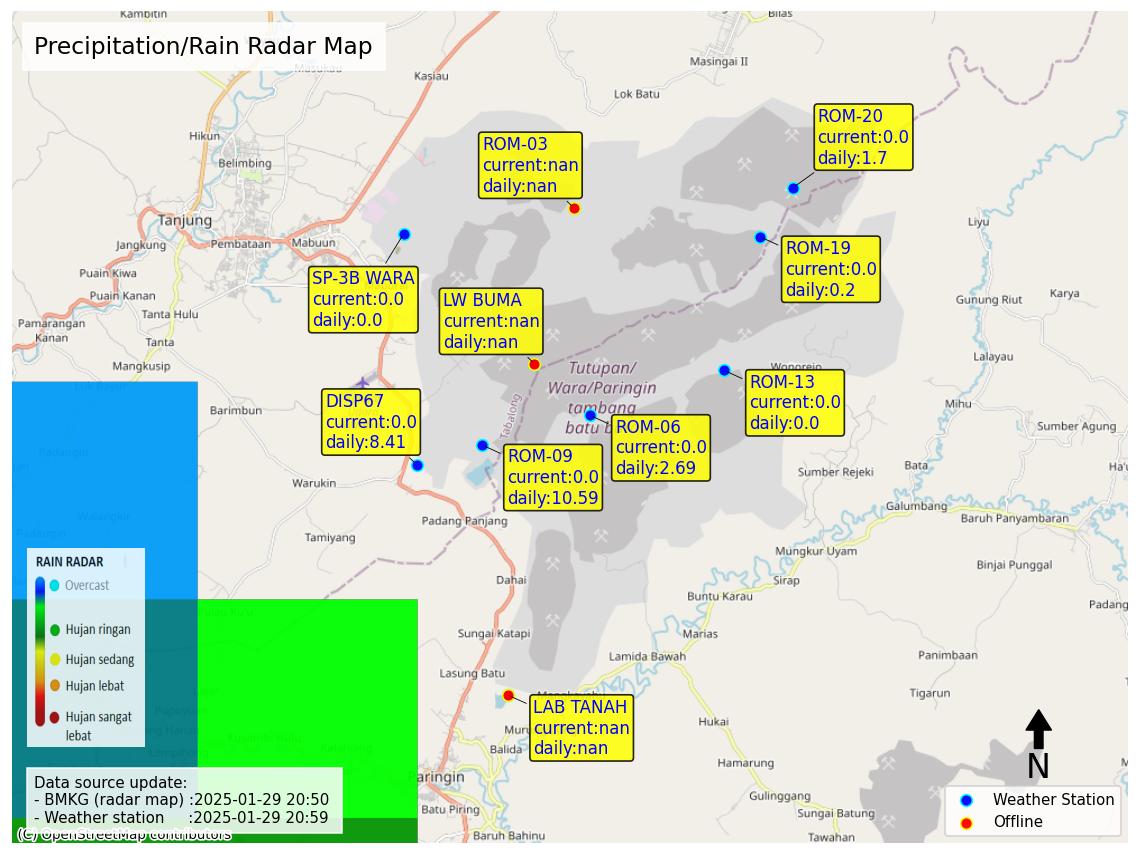 Kambitin
Bilas
Precipitation/Rain Radar Map
Masingai II
Kasiau
Lok Batu
Hikun
Belimbing
ROM-20
current:0.0
daily:1.7
ROM-03
current:nan
daily:nan
Tanjung
Jangkung
Pembataan
Mabuun
Liyu
ROM-19
current:0.0
daily:0.2
Puain Kiwa
Puain Kanan
SP-3B WARA
current:0.0
daily:0.0
LW BUMA
current:nan
daily:nan
Gunung Riut
Karya
Tanta Hulu
Pamarangan
Kanan
Tanta
Mangkusip
Lalayau
Wonorejo
Tutupan/
Wara/Paringin
tambang
batu b
Tabalong
ROM-13
current:0.0
daily:0.0
Barimbun
DISP67
current:0.0
daily:8.41
Mihu
Sumber Agung
ROM-06
current:0.0
daily:2.69
ROM-09
current:0.0
daily:10.59
Warukin
Sumber Rejeki
Bata
Galumbang
Baruh Panyambaran
Padang Panjang
Tamiyang
Mungkur Uyam
Binjai Punggal
Dahai
Sirap
Buntu Karau
Padang
RAIN RADAR
Overcast
Hujan ringan
Hujan sedang
Hujan lebat
Hujan sangat
lebat
Sungai Katapi
Marias
Lamida Bawah
Panimbaan
Lasung Batu
Tigarun
LAB TANAH
current:nan
daily:nan
Hukai
Balida
Hamarung
N
Paringin
Data source update:
- BMKG (radar map) :2025-01-29 20:50
- Weather station :2025-01-29 20:59
Gulinggang
Batu Piring
Sungai Batung
Weather Station
Offline
(C) OpenStreetMap contributors
Baruh Bahinu
Tawahan